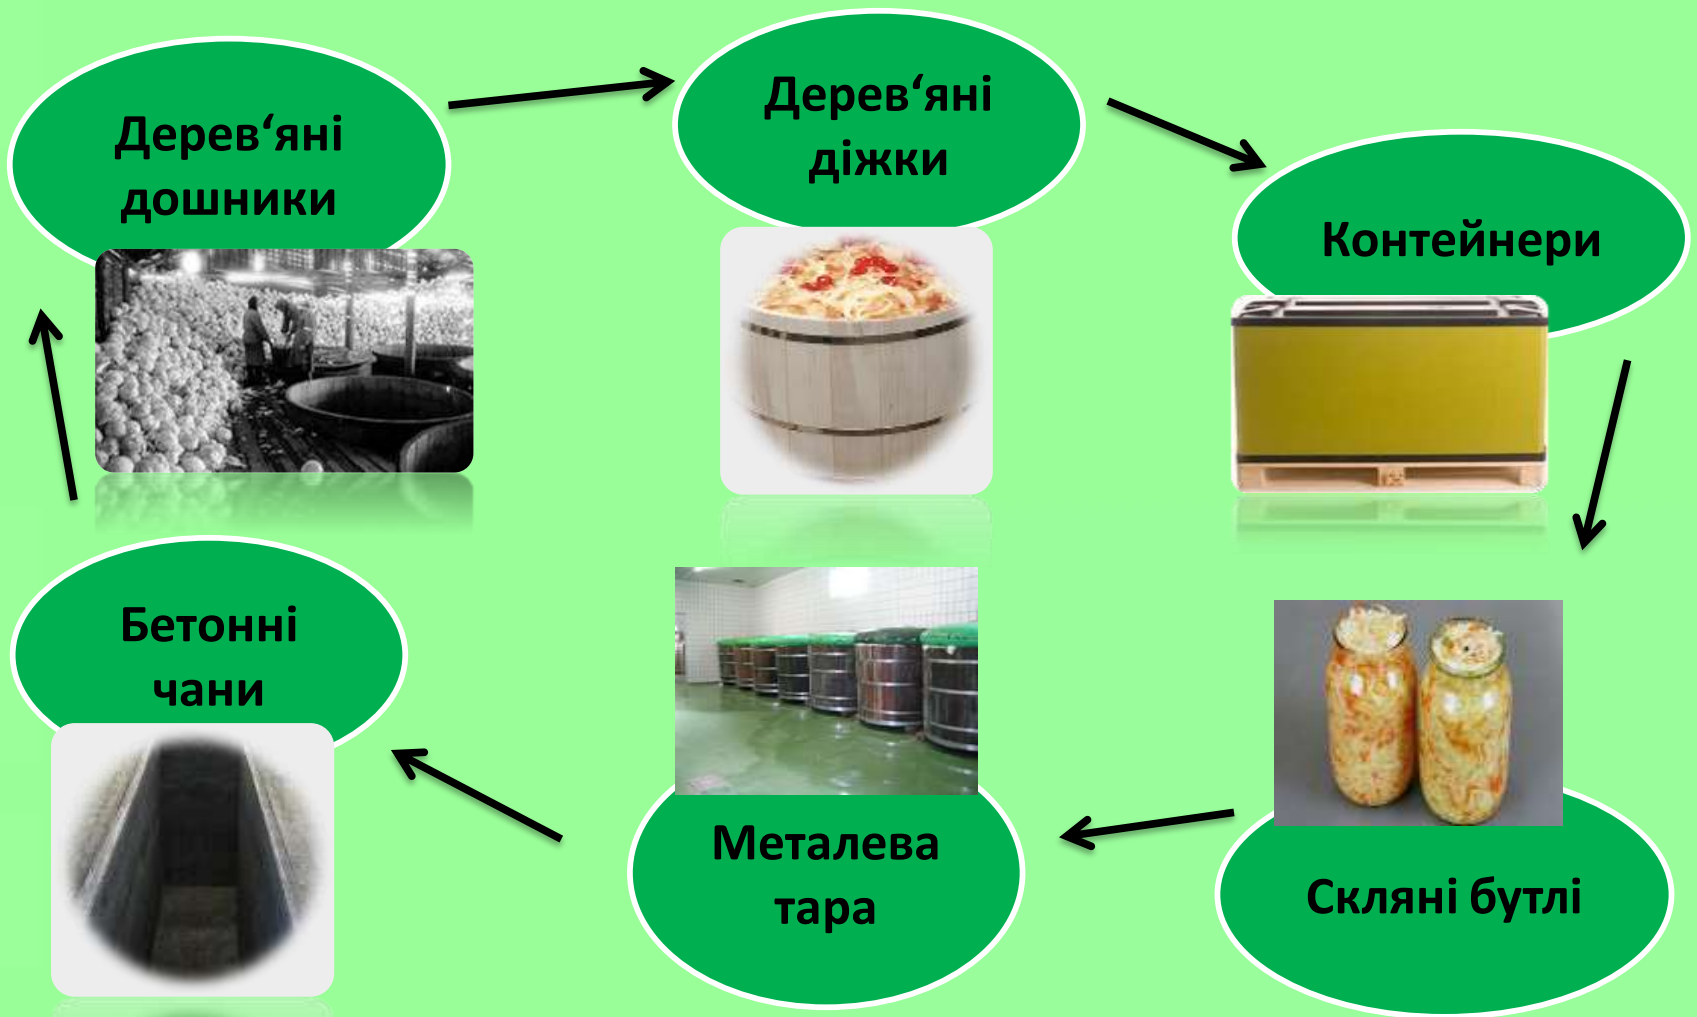 Дерев‘яні
дошники
Дерев‘яні
діжки
Контейнери
Бетонні
чани
Металева
тара
Скляні бутлі